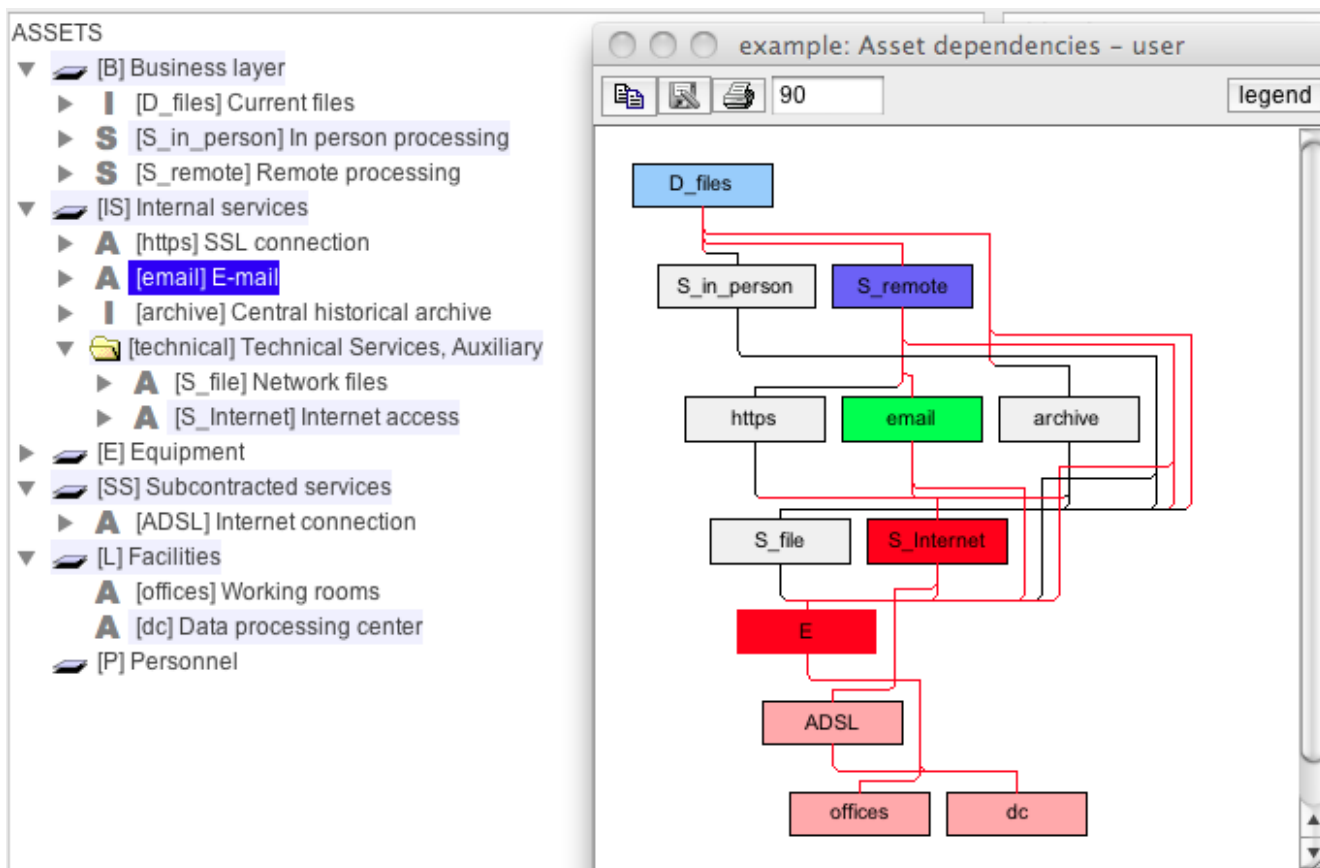 ASSETS
[B] Business layer
I [D_files] Current files
S [S_in_person] In person processing
S [S_remote] Remote processing
[IS] Internal services
A [https] SSL connection
A [email] E-mail
I [archive] Central historical archive
[technical] Technical Services, Auxiliary
A [S_file] Network files
A [S_Internet] Internet access
[E] Equipment
[SS] Subcontracted services
A [ADSL] Internet connection
[L] Facilities
A [offices] Working rooms
A [dc] Data processing center
[P] Personnel
example: Asset dependencies – user
90
legend
D_files
S_in_person
S_remote
https
email
archive
S_file
S_Internet
E
ADSL
offices
dc